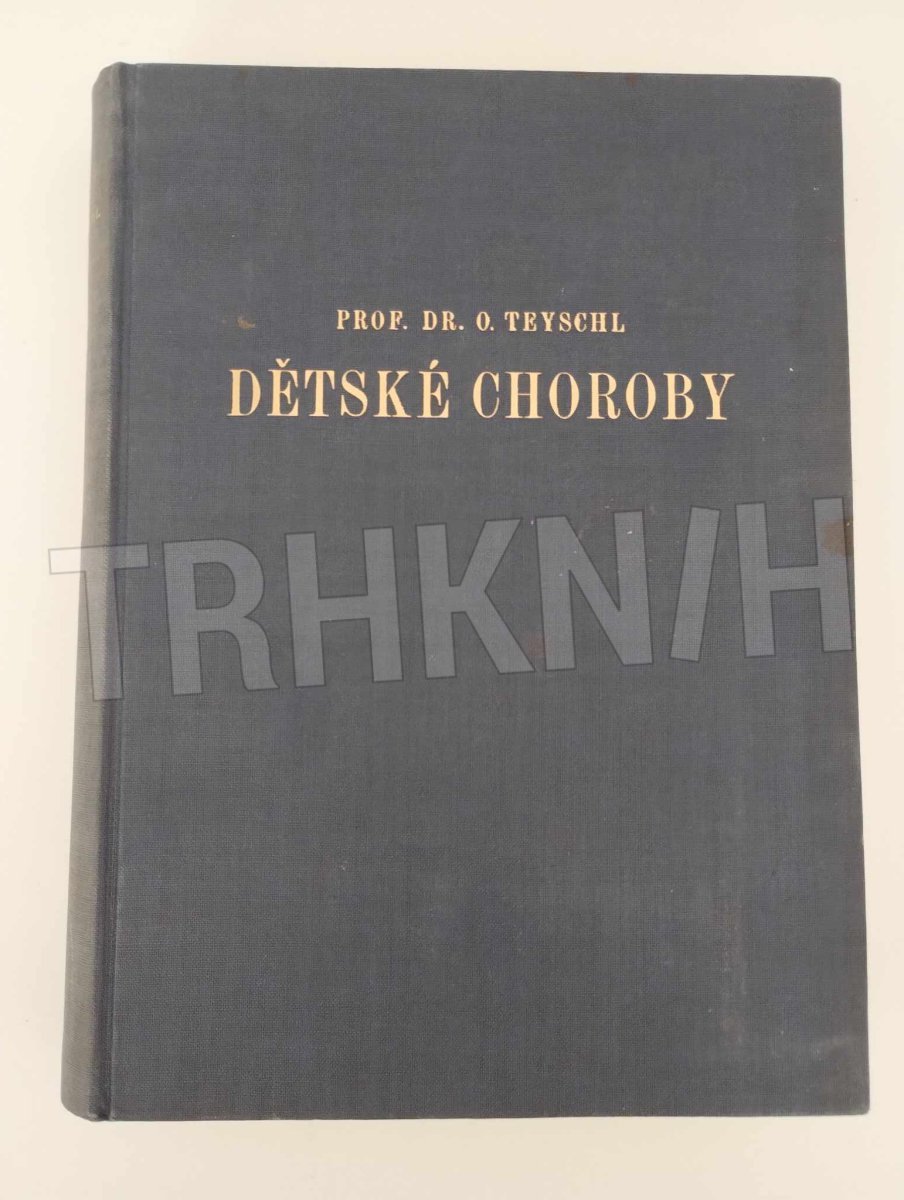 PROF. DR. O. TEYSCHL
DĚTSKÉ CHOROBY
TRHKNIH